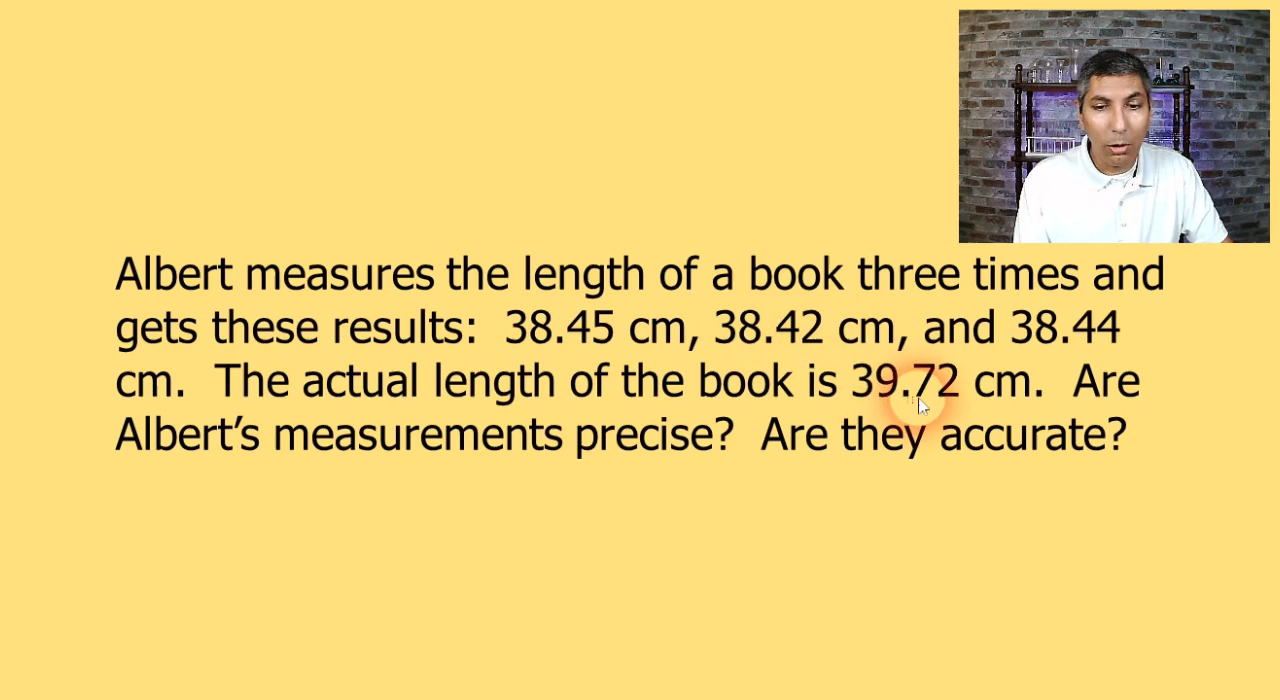 Albert measures the length of a book three times and
gets these results:  38.45 cm, 38.42 cm, and 38.44
cm.  The actual length of the book is 39.72 cm.  Are
Albert’s measurements precise?  Are they accurate?